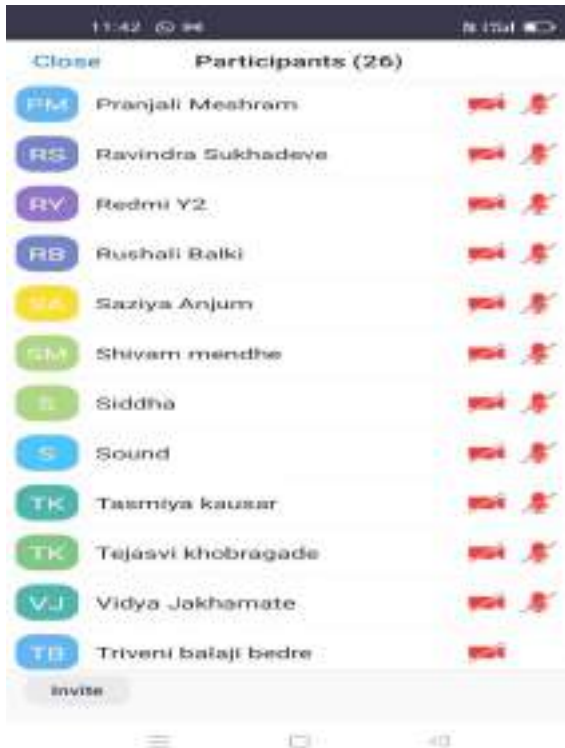 11:42
Close Participants (26)
PM Pranjali Meshram
RS Ravindra Sukhadeve
RY Redmi Y2
RB Rushali Balki
SA Saziya Anjum
SM Shivam mendhe
S Siddha
S Sound
TK Tasmiya kausar
TK Tejasvi khobragade
VJ Vidya Jakhamate
TB Triveni balaji bedre
Invite